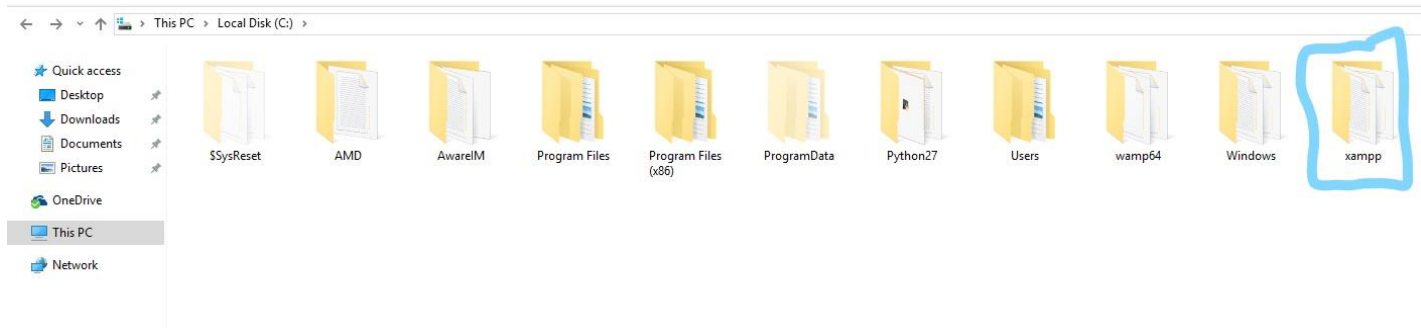 This PC > Local Disk (C:) >
Quick access
Desktop
Downloads
Documents
Pictures
OneDrive
This PC
Network
$SysReset
AMD
AwareIM
Program Files
Program Files
(x86)
ProgramData
Python27
Users
wamp64
Windows
xampp